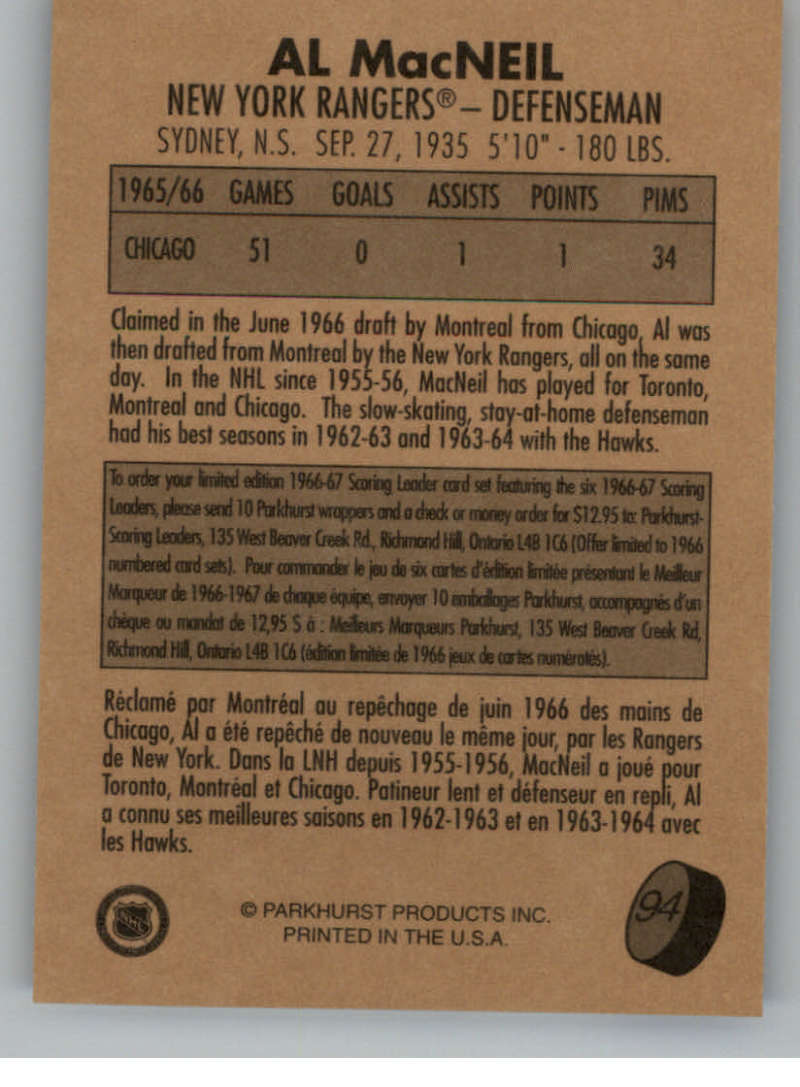 AL MacNEIL
NEW YORK RANGERS® – DEFENSEMAN
SYDNEY, N.S. SEP. 27, 1935 5'10" - 180 LBS.
1965/66 GAMES GOALS ASSISTS POINTS PIMS
CHICAGO 51 0 1 1 34
Claimed in the June 1966 draft by Montreal from Chicago, Al was
then drafted from Montreal by the New York Rangers, all on the same
day. In the NHL since 1955-56, MacNeil has played for Toronto,
Montreal and Chicago. The slow-skating, stay-at-home defenseman
had his best seasons in 1962-63 and 1963-64 with the Hawks.
To order your limited edition 1966-67 Scoring Leader card set featuring the six 1966-67 Scoring
Leaders, please send 10 Parkhurst wrappers and a check or money order for $12.95 to: Parkhurst-
Scoring Leaders, 135 West Beaver Creek Rd., Richmond Hill, Ontario L4B 1C6 (Offer limited to 1966
numbered card sets). Pour commander le jeu de six cartes d'édition limitée présentant le Meilleur
Marqueur de 1966-1967 de chaque équipe, envoyer 10 emballages Parkhurst, accompagnés d'un
chèque ou mandat de 12,95 $ à : Meilleurs Marqueurs Parkhurst, 135 West Beaver Creek Rd,
Richmond Hill, Ontario L4B 1C6 (édition limitée de 1966 jeux de cartes numérotés).
Réclamé par Montréal au repêchage de juin 1966 des mains de
Chicago, Al a été repêché de nouveau le même jour, par les Rangers
de New York. Dans la LNH depuis 1955-1956, MacNeil a joué pour
Toronto, Montréal et Chicago. Patineur lent et défenseur en repli, Al
a connu ses meilleures saisons en 1962-1963 et en 1963-1964 avec
les Hawks.
NHL
© PARKHURST PRODUCTS INC.
PRINTED IN THE U.S.A.
94